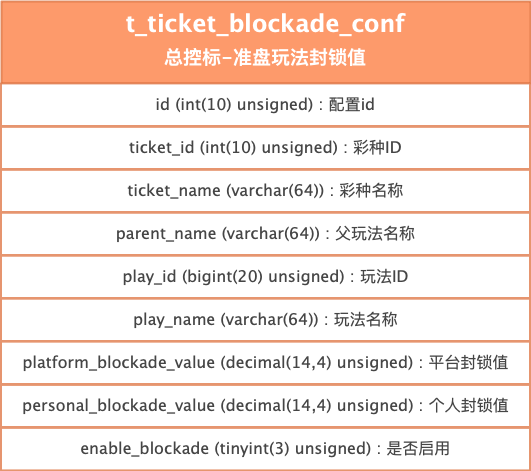 t_ticket_blockade_conf
总控标-准盘玩法封锁值
id (int(10) unsigned) : 配置id
ticket_id (int(10) unsigned) : 彩种ID
ticket_name (varchar(64)) : 彩种名称
parent_name (varchar(64)) : 父玩法名称
play_id (bigint(20) unsigned) : 玩法ID
play_name (varchar(64)) : 玩法名称
platform_blockade_value (decimal(14,4) unsigned) : 平台封锁值
personal_blockade_value (decimal(14,4) unsigned) : 个人封锁值
enable_blockade (tinyint(3) unsigned) : 是否启用